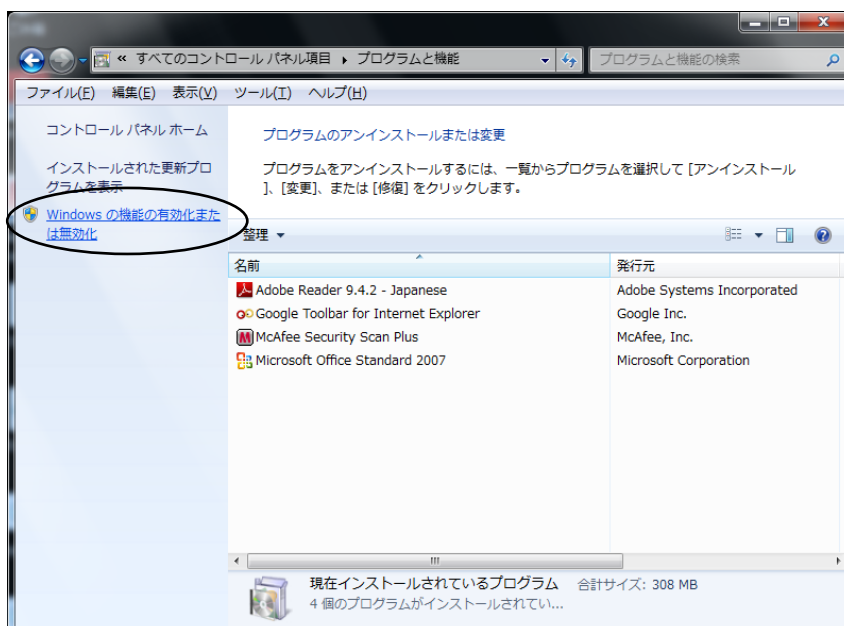 « すべてのコントロール パネル項目 ▸ プログラムと機能
プログラムと機能の検索
ファイル(F) 編集(E) 表示(V) ツール(T) ヘルプ(H)
コントロール パネル ホーム
インストールされた更新プロ
グラムを表示
Windows の機能の有効化また
は無効化
プログラムのアンインストールまたは変更
プログラムをアンインストールするには、一覧からプログラムを選択して [アンインストール
]、[変更]、または [修復] をクリックします。
整理
名前 発行元
Adobe Reader 9.4.2 - Japanese Adobe Systems Incorporated
Google Toolbar for Internet Explorer Google Inc.
McAfee Security Scan Plus McAfee, Inc.
Microsoft Office Standard 2007 Microsoft Corporation
現在インストールされているプログラム 合計サイズ: 308 MB
4 個のプログラムがインストールされてい...